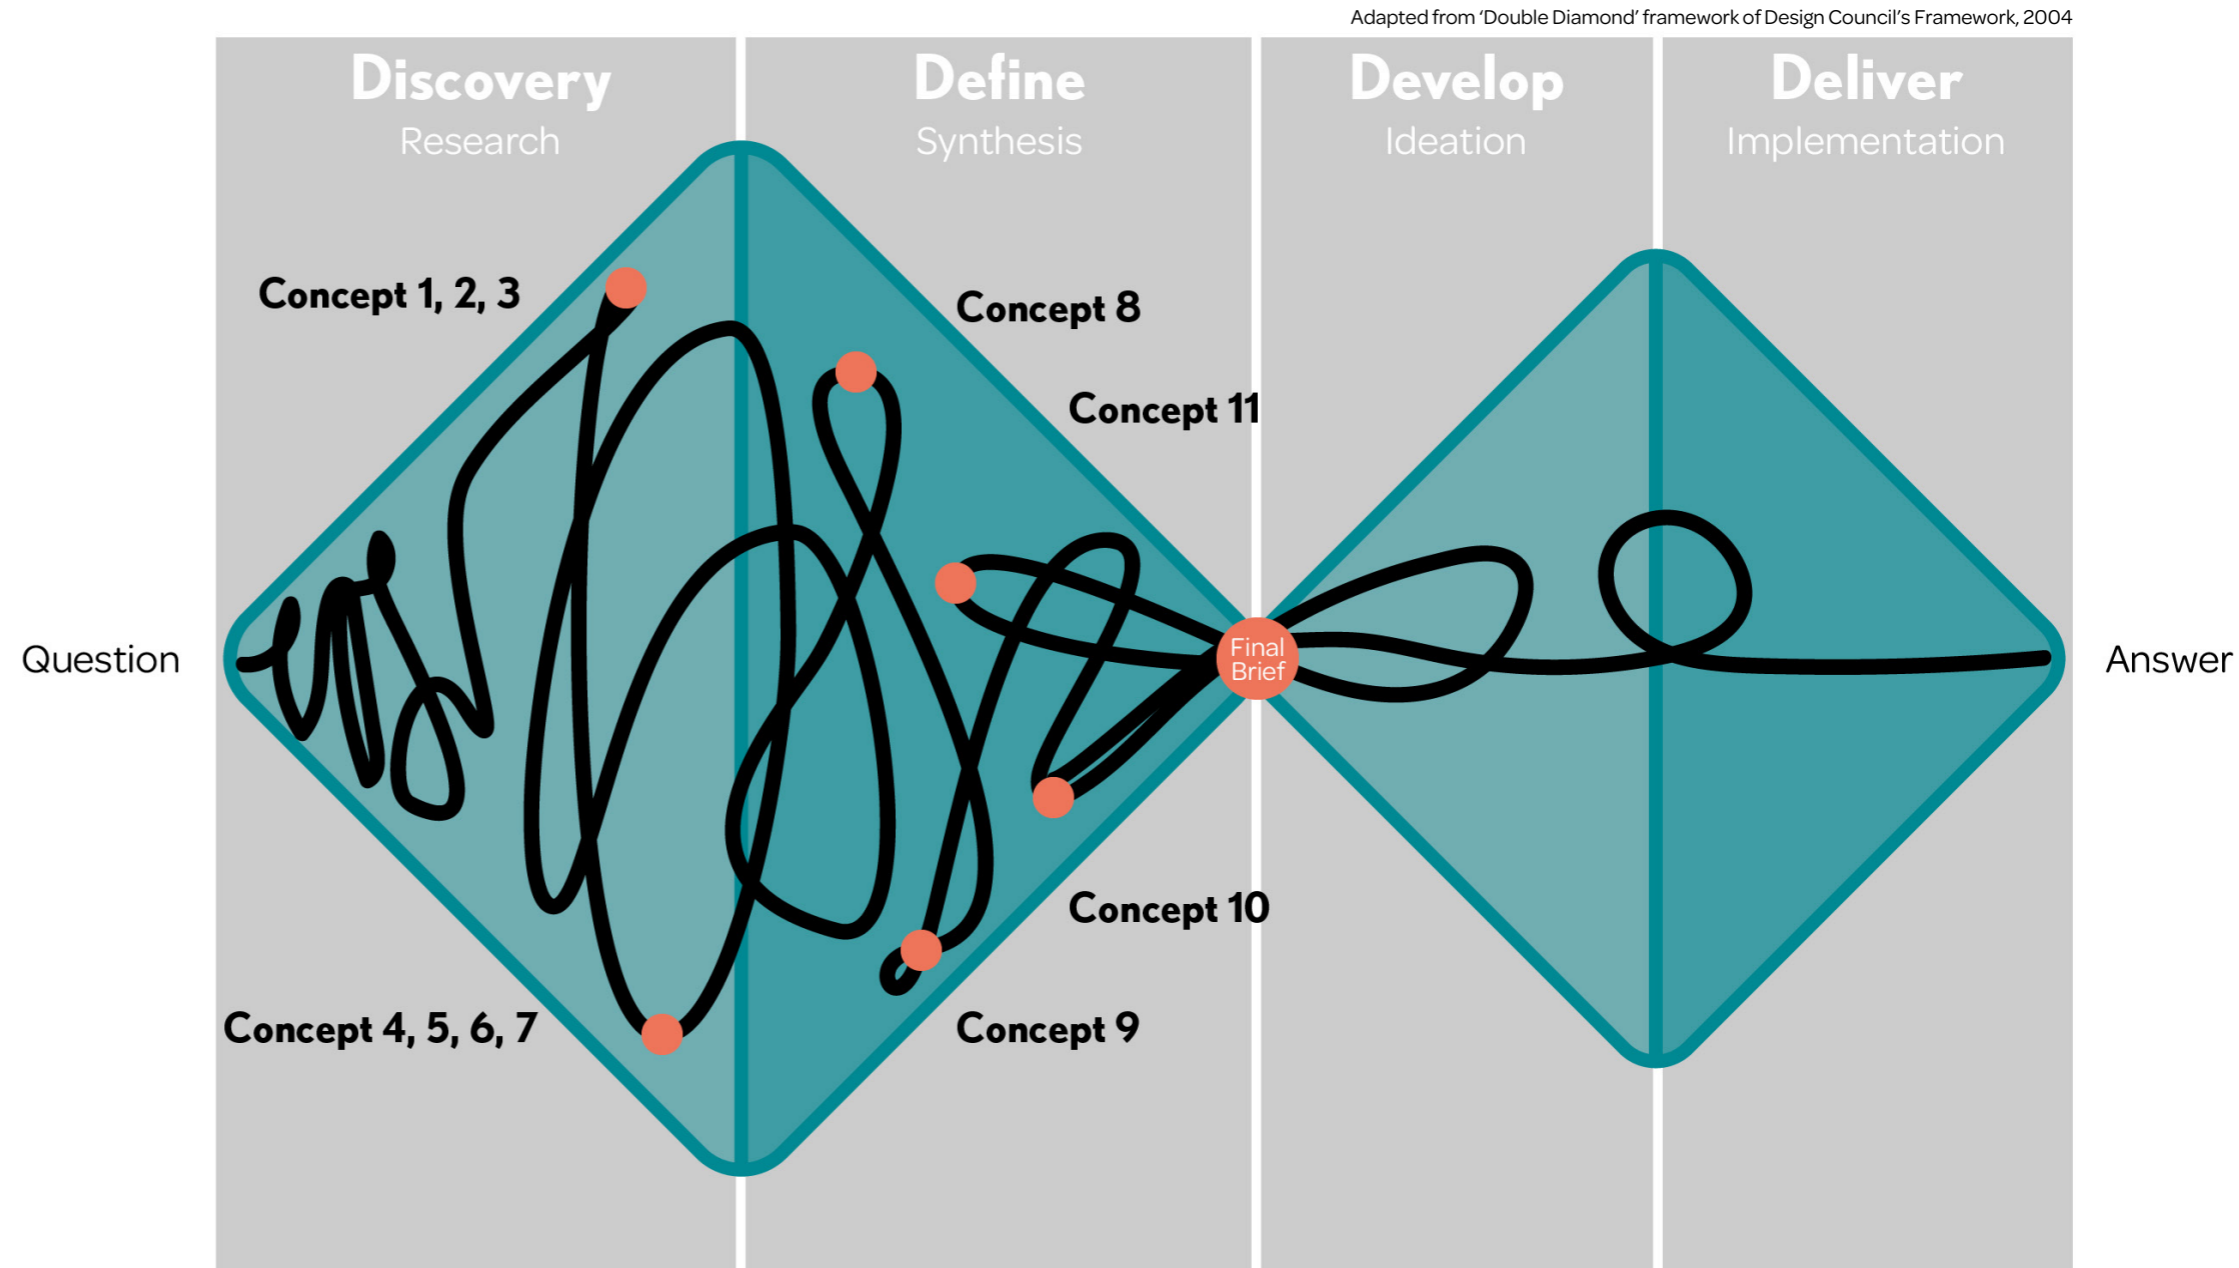 Adapted from ‘Double Diamond’ framework of Design Council’s Framework, 2004
Discovery
Research
Define
Synthesis
Develop
Ideation
Deliver
Implementation
Concept 1, 2, 3
Concept 8
Concept 11
Question
Final
Brief
Answer
Concept 10
Concept 4, 5, 6, 7
Concept 9